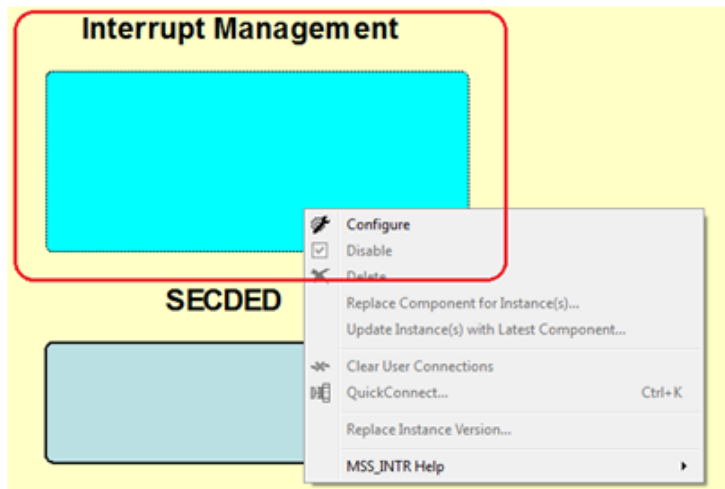 Interrupt Management
Configure
Disable
Delete
SECDED
Replace Component for Instance(s)...
Update Instance(s) with Latest Component...
Clear User Connections
QuickConnect... Ctrl+K
Replace Instance Version...
MSS_INTR Help